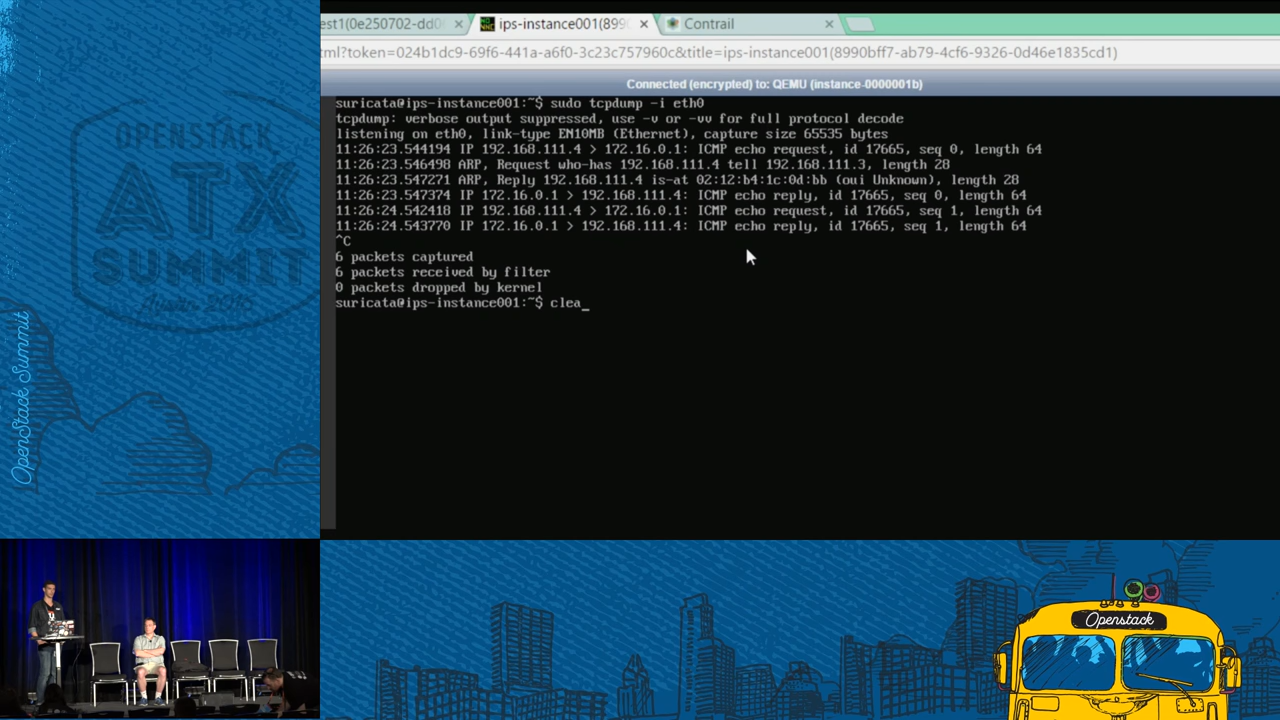 est1(0e250702-dd0
ips-instance001(899
Contrail
tml?token=024b1dc9-69f6-441a-a6f0-3c23c757960c&title=ips-instance001(8990bff7-ab79-4cf6-9326-0d46e1835cd1)
Connected (encrypted) to: QEMU (instance-0000001b)
suricata@ips-instance001:~$ sudo tcpdump -i eth0
tcpdump: verbose output suppressed, use -v or -vv for full protocol decode
listening on eth0, link-type EN10MB (Ethernet), capture size 65535 bytes
11:26:23.544194 IP 192.168.111.4 > 172.16.0.1: ICMP echo request, id 17665, seq 0, length 64
11:26:23.546498 ARP, Request who-has 192.168.111.4 tell 192.168.111.3, length 28
11:26:23.547271 ARP, Reply 192.168.111.4 is-at 02:12:b4:1c:0d:bb (oui Unknown), length 28
11:26:23.547374 IP 172.16.0.1 > 192.168.111.4: ICMP echo reply, id 17665, seq 0, length 64
11:26:24.542418 IP 192.168.111.4 > 172.16.0.1: ICMP echo request, id 17665, seq 1, length 64
11:26:24.543770 IP 172.16.0.1 > 192.168.111.4: ICMP echo reply, id 17665, seq 1, length 64
^C
6 packets captured
6 packets received by filter
0 packets dropped by kernel
suricata@ips-instance001:~$ clea_
OPENSTACK
ATX
SUMMIT
Austin 2016
OpenStack Summit
Openstack